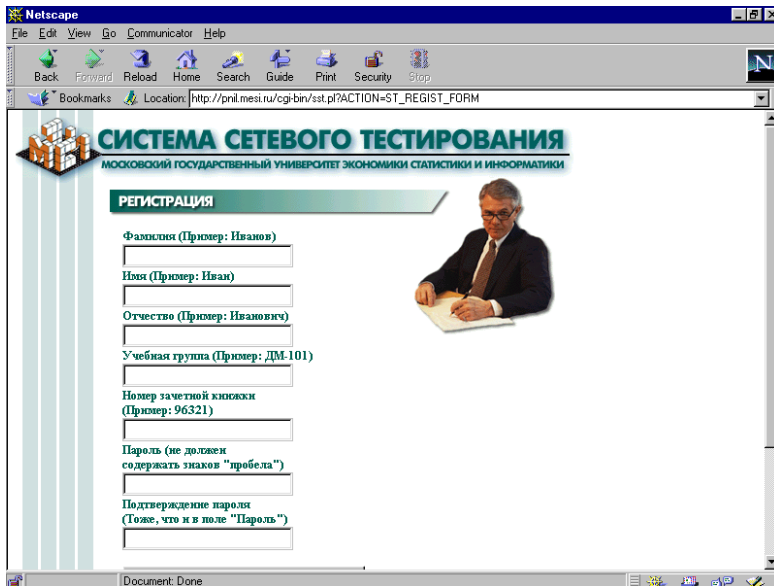 Netscape
File Edit View Go Communicator Help
Back Forward Reload Home Search Guide Print Security Stop
N
Bookmarks Location: http://pnil.mesi.ru/cgi-bin/sst.pl?ACTION=ST_REGIST_FORM
СИСТЕМА СЕТЕВОГО ТЕСТИРОВАНИЯ
МОСКОВСКИЙ ГОСУДАРСТВЕННЫЙ УНИВЕРСИТЕТ ЭКОНОМИКИ СТАТИСТИКИ И ИНФОРМАТИКИ
РЕГИСТРАЦИЯ
Фамилия (Пример: Иванов)
Имя (Пример: Иван)
Отчество (Пример: Иванович)
Учебная группа (Пример: ДМ-101)
Номер зачетной книжки
(Пример: 96321)
Пароль (не должен
содержать знаков "пробела")
Подтверждение пароля
(Тоже, что и в поле "Пароль")
Document: Done